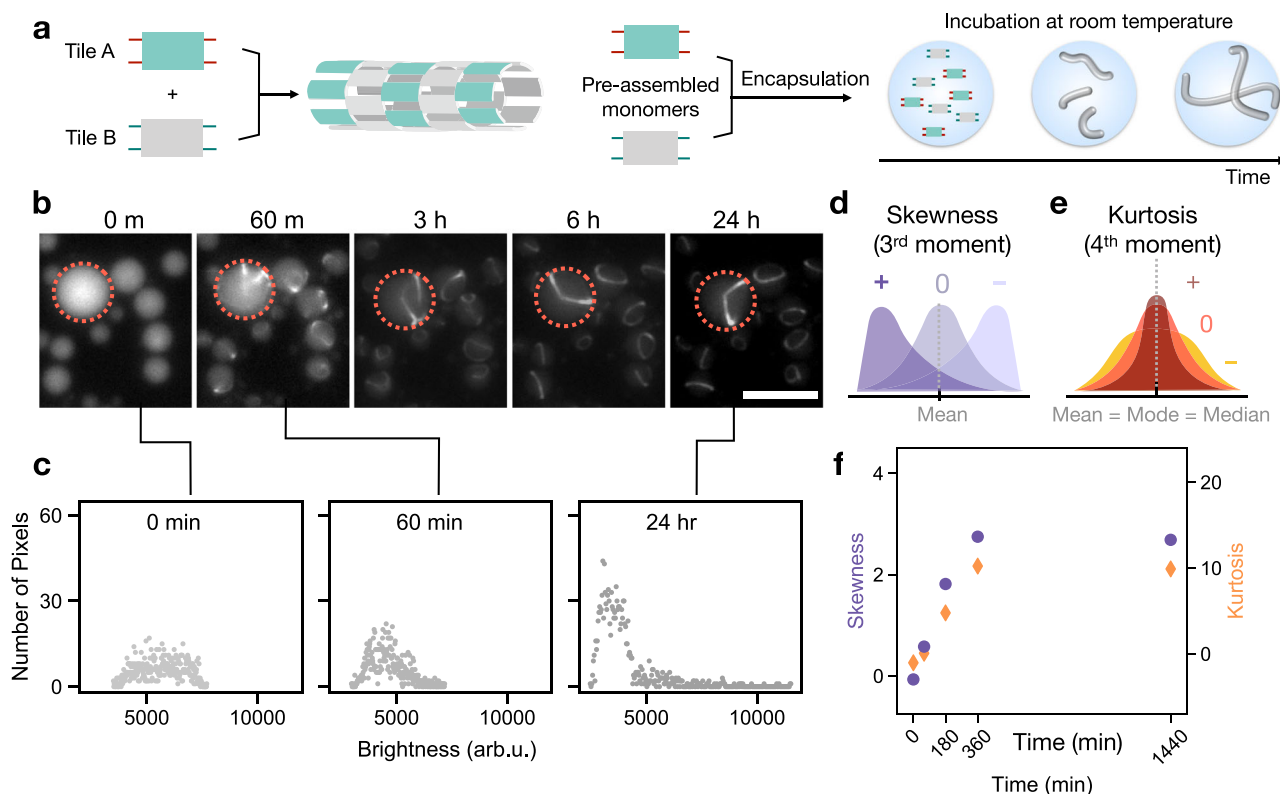 a
Tile A
+
Tile B
Pre-assembled
monomers
Encapsulation
Incubation at room temperature
Time
b
0 m
60 m
3 h
6 h
24 h
c
Number of Pixels
60
30
0
0 min
60 min
24 hr
5000
10000
5000
10000
5000
10000
Brightness (arb.u.)
d
Skewness
(3rd moment)
+
0
-
Mean
e
Kurtosis
(4th moment)
+
0
-
Mean = Mode = Median
f
Skewness
4
2
0
20
10
0
Kurtosis
0
180
360
1440
Time (min)
Time (min)